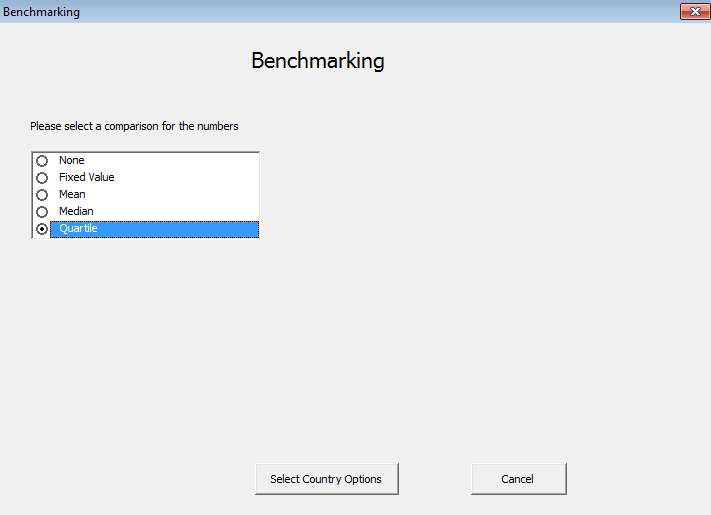 Benchmarking
Benchmarking
Please select a comparison for the numbers
None
Fixed Value
Mean
Median
Quartile
Select Country Options
Cancel